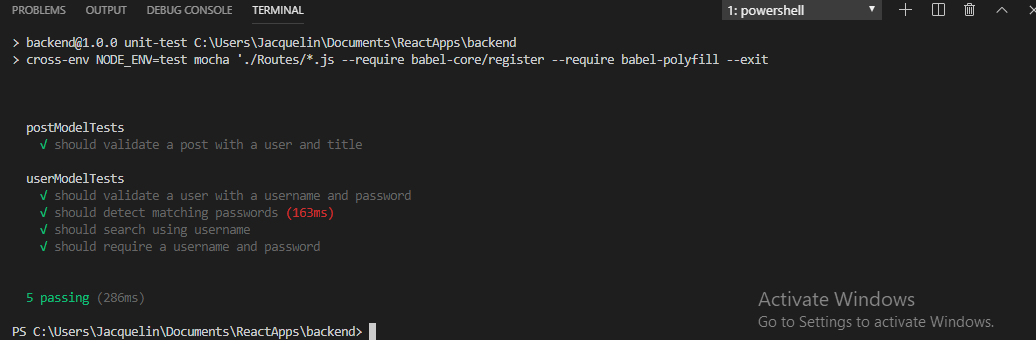 PROBLEMS OUTPUT DEBUG CONSOLE TERMINAL 1: powershell
> backend@1.0.0 unit-test C:\Users\Jacquelin\Documents\ReactApps\backend
> cross-env NODE_ENV=test mocha './Routes/*.js --require babel-core/register --require babel-polyfill --exit
postModelTests
√ should validate a post with a user and title
userModelTests
√ should validate a user with a username and password
√ should detect matching passwords (163ms)
√ should search using username
√ should require a username and password
5 passing (286ms)
Activate Windows
Go to Settings to activate Windows.
PS C:\Users\Jacquelin\Documents\ReactApps\backend>